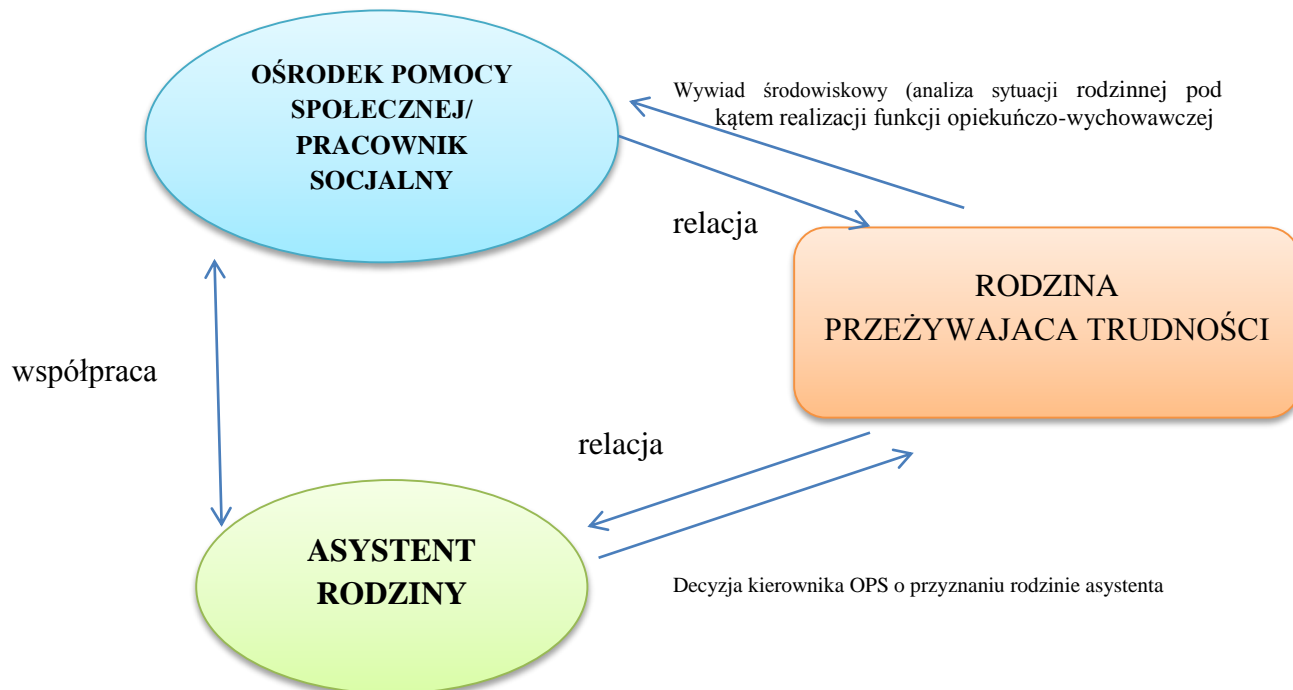 OŚRODEK POMOCY
SPOŁECZNEJ/
PRACOWNIK
SOCJALNY
Wywiad środowiskowy (analiza sytuacji rodzinnej pod
kątem realizacji funkcji opiekuńczo-wychowawczej
relacja
RODZINA
PRZEŻYWAJACA TRUDNOŚCI
współpraca
relacja
ASYSTENT
RODZINY
Decyzja kierownika OPS o przyznaniu rodzinie asystenta